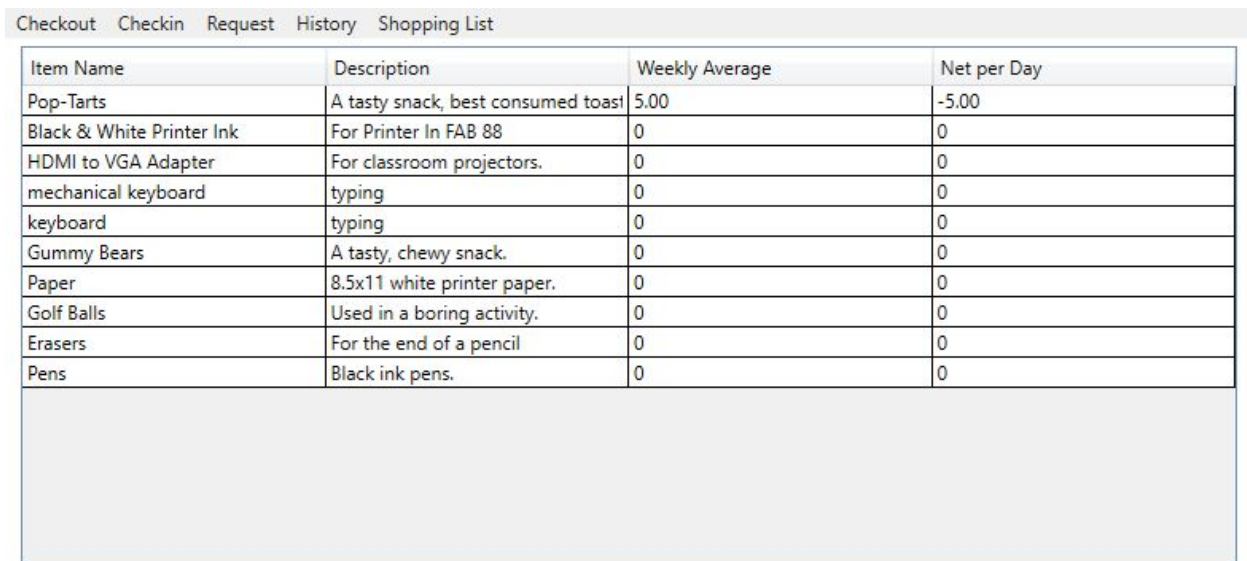 Checkout Checkin Request History Shopping List
Item Name Description Weekly Average Net per Day
Pop-Tarts A tasty snack, best consumed toast 5.00 -5.00
Black & White Printer Ink For Printer In FAB 88 0 0
HDMI to VGA Adapter For classroom projectors. 0 0
mechanical keyboard typing 0 0
keyboard typing 0 0
Gummy Bears A tasty, chewy snack. 0 0
Paper 8.5x11 white printer paper. 0 0
Golf Balls Used in a boring activity. 0 0
Erasers For the end of a pencil 0 0
Pens Black ink pens. 0 0